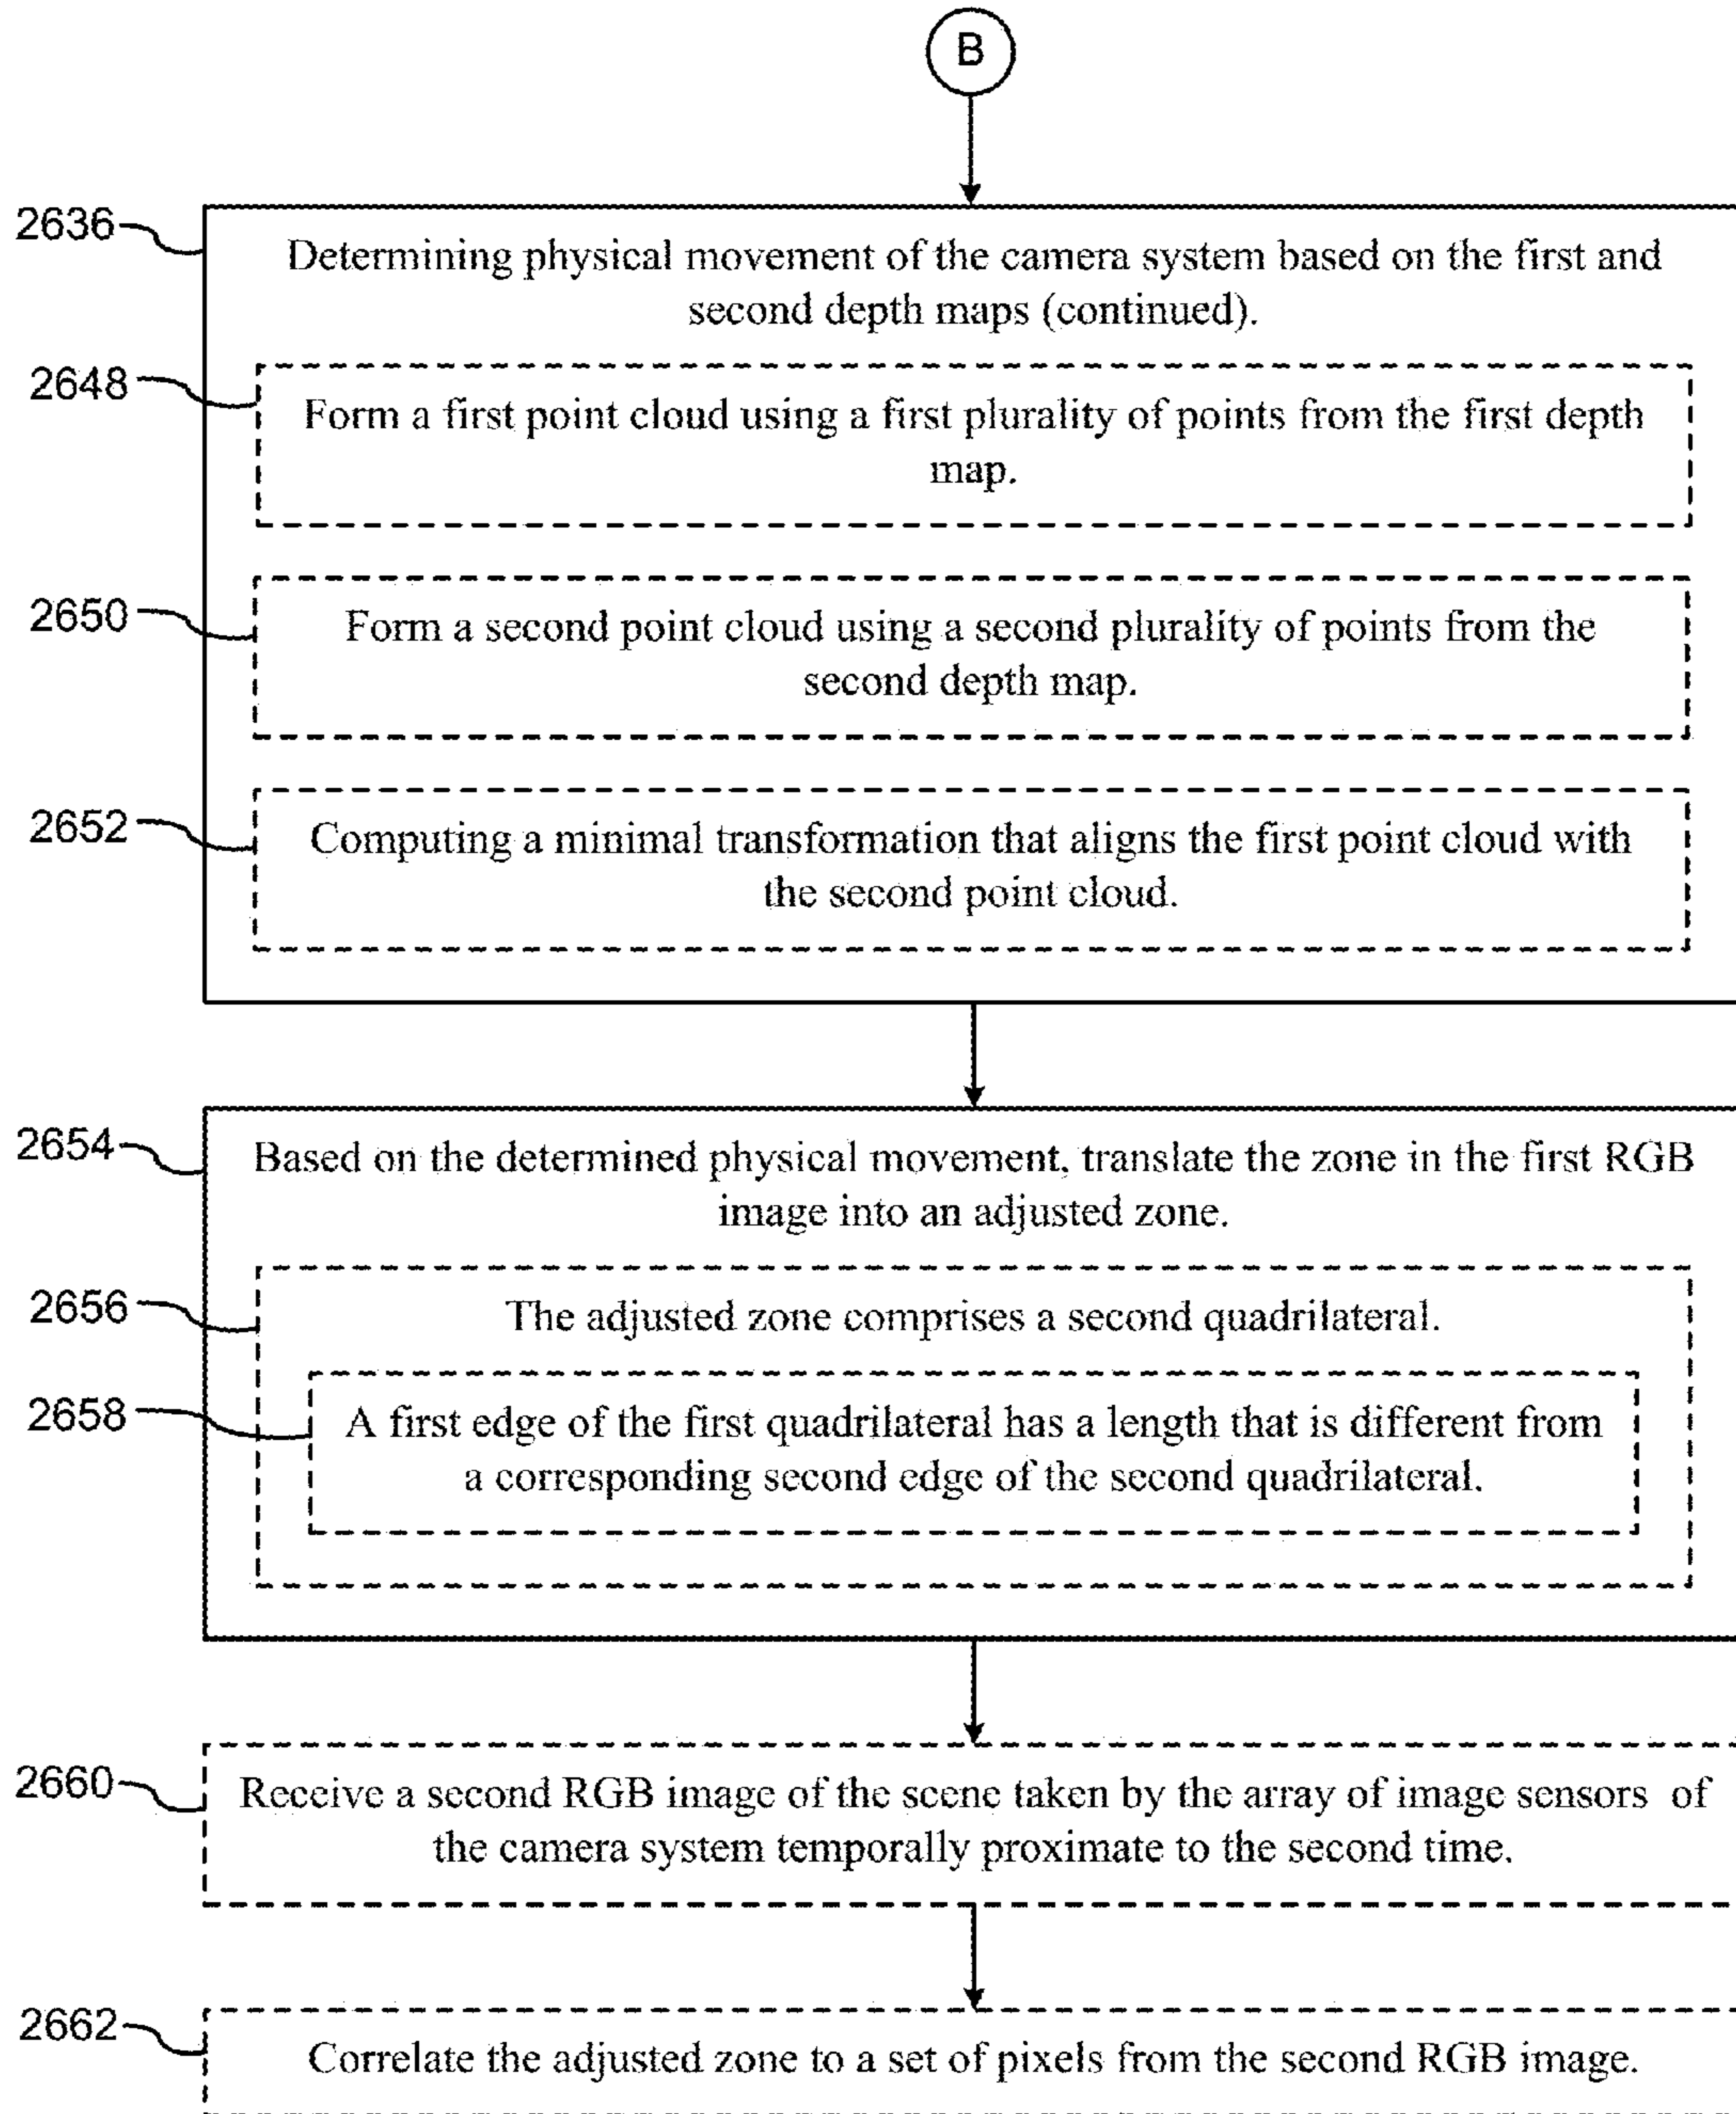 B
2636
Determining physical movement of the camera system based on the first and
second depth maps (continued).
2648
Form a first point cloud using a first plurality of points from the first depth
map.
2650
Form a second point cloud using a second plurality of points from the
second depth map.
2652
Computing a minimal transformation that aligns the first point cloud with
the second point cloud.
2654
Based on the determined physical movement, translate the zone in the first RGB
image into an adjusted zone.
2656
The adjusted zone comprises a second quadrilateral.
2658
A first edge of the first quadrilateral has a length that is different from
a corresponding second edge of the second quadrilateral.
2660
Receive a second RGB image of the scene taken by the array of image sensors of
the camera system temporally proximate to the second time.
2662
Correlate the adjusted zone to a set of pixels from the second RGB image.